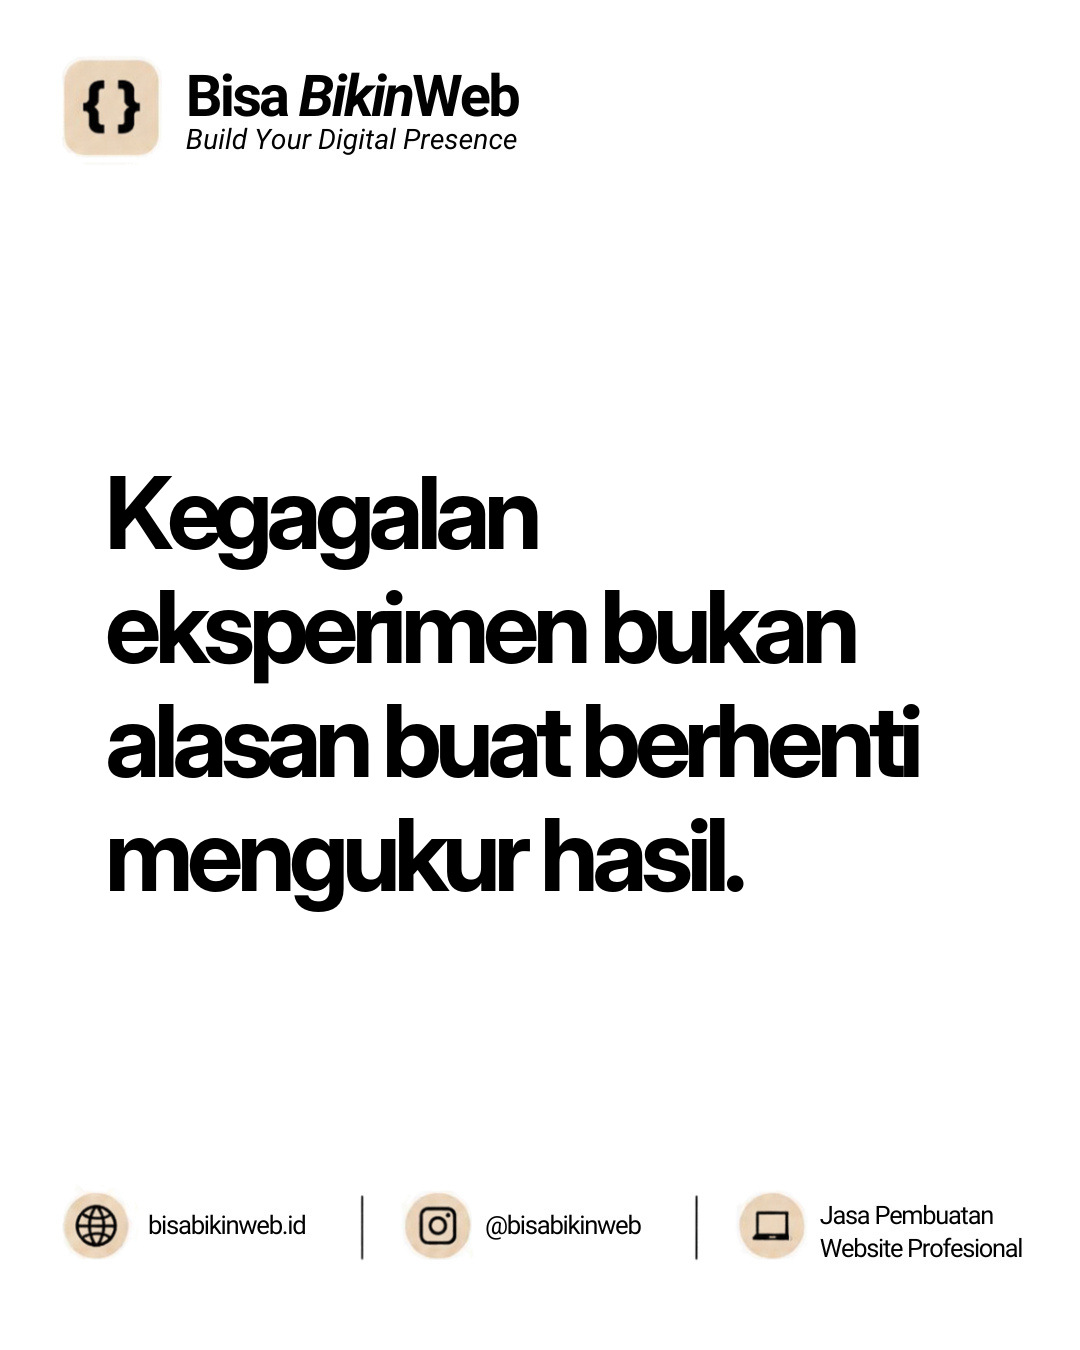 { }
Bisa BikinWeb
Build Your Digital Presence
Kegagalan
eksperimen bukan
alasan buat berhenti
mengukur hasil.
bisabikinweb.id
@bisabikinweb
Jasa Pembuatan
Website Profesional